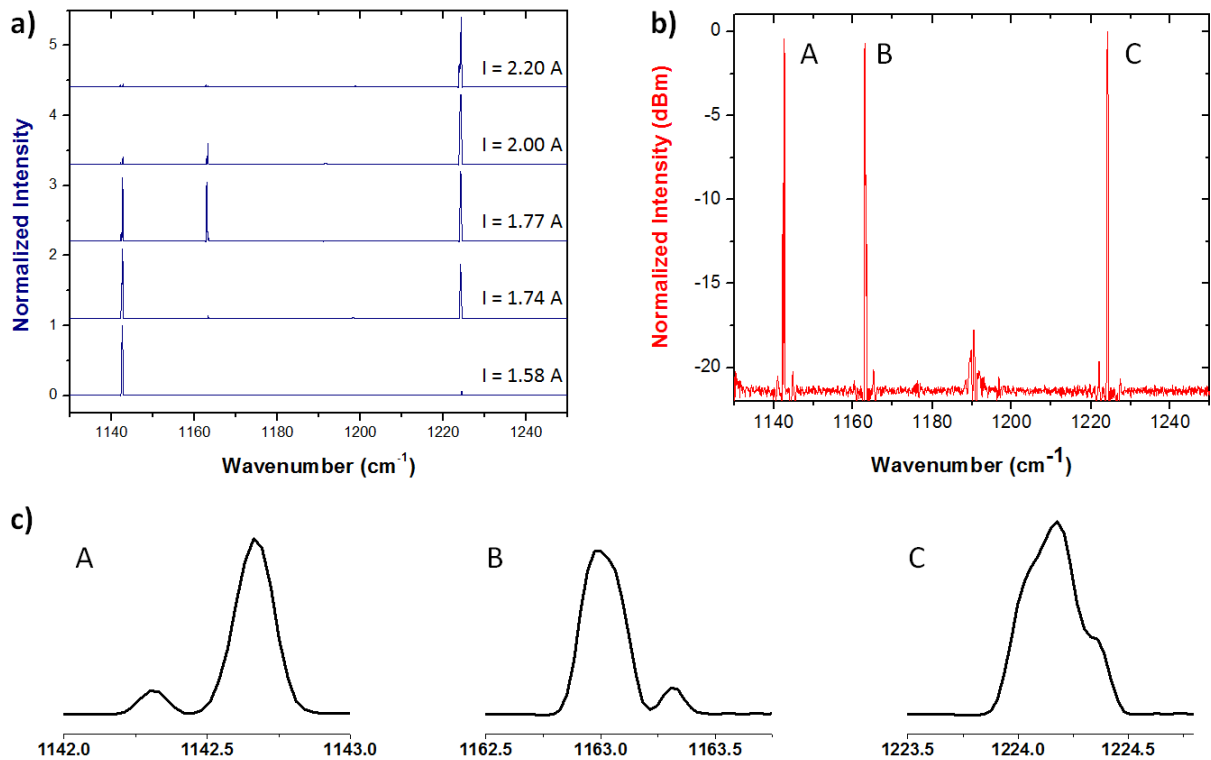 a)
Normalized Intensity
5
4
3
2
1
0
I = 2.20 A
I = 2.00 A
I = 1.77 A
I = 1.74 A
I = 1.58 A
1140 1160 1180 1200 1220 1240
Wavenumber (cm-1)
b)
Normalized Intensity (dBm)
0
-5
-10
-15
-20
A B C
1140 1160 1180 1200 1220 1240
Wavenumber (cm-1)
c)
A B C
1142.0 1142.5 1143.0
1162.5 1163.0 1163.5
1223.5 1224.0 1224.5